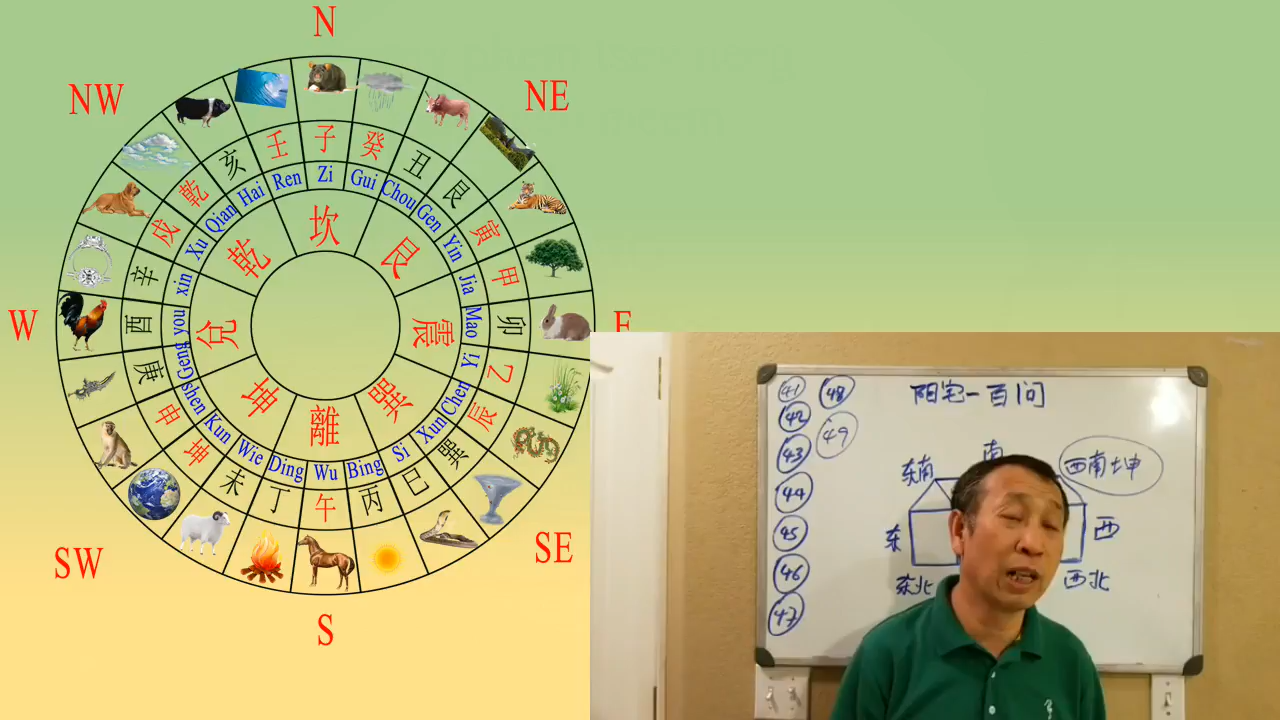 N
NW
NE
W
E
SW
SE
S
壬 子 癸 丑 艮 寅 甲 卯 乙 辰 巽 巳 丙 午 丁 未 坤 申 庚 酉 辛 戌 乾 亥
Ren Zi Gui Chou Gen Yin Jia Mao Yi Chen Xun Si Bing Wu Ding Wie Kun shen Geng you xin Xu Qian Hai
坎 艮 震 巽 離 坤 兌 乾
阳宅一百问
41 48
42 49
43
44
45
46
47
南
东南
西南坤
东
西
东北
西北